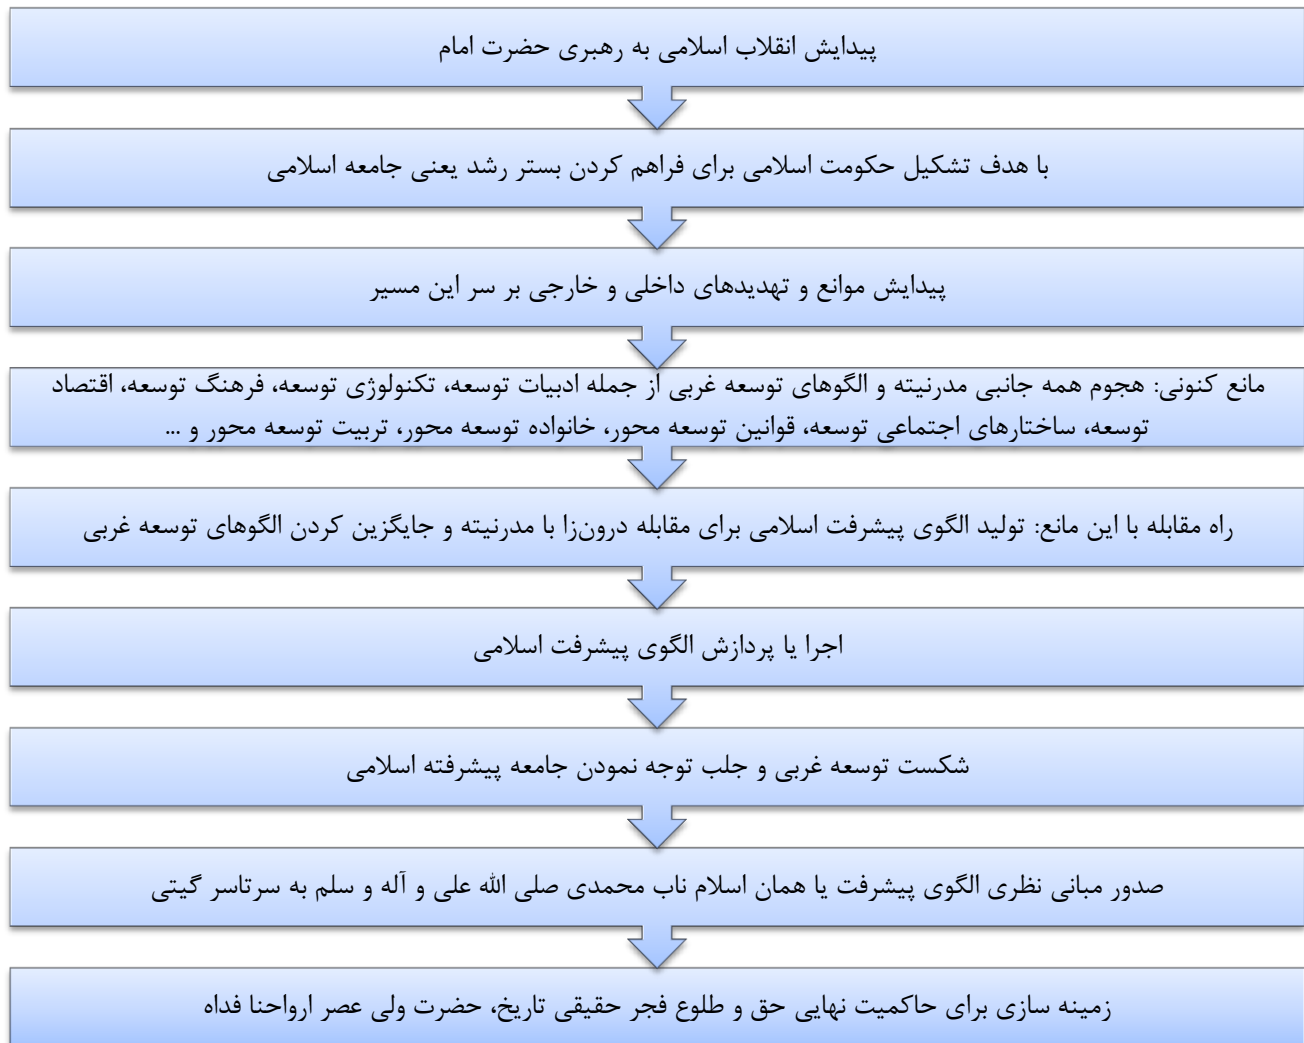 پیدایش انقلاب اسلامی به رهبری حضرت امام
با هدف تشکیل حکومت اسلامی برای فراهم کردن بستر رشد یعنی جامعه اسلامی
پیدایش موانع و تهدیدهای داخلی و خارجی بر سر این مسیر
مانع کنونی: هجوم همه جانبی مدرنیته و الگوهای توسعه غربی از جمله ادبیات توسعه، تکنولوژی توسعه، فرهنگ توسعه، اقتصاد
توسعه، ساختارهای اجتماعی توسعه، قوانین توسعه محور، خانواده توسعه محور، تربیت توسعه محور و ...
راه مقابله با این مانع: تولید الگوی پیشرفت اسلامی برای مقابله درون‌زا با مدرنیته و جایگزین کردن الگوهای توسعه غربی
اجرا یا پردازش الگوی پیشرفت اسلامی
شکست توسعه غربی و جلب توجه نمودن جامعه پیشرفته اسلامی
صدور مبانی نظری الگوی پیشرفت یا همان اسلام ناب محمدی صلی الله علی و آله و سلم به سرتاسر گیتی
زمینه سازی برای حاکمیت نهایی حق و طلوع فجر حقیقی تاریخ، حضرت ولی عصر ارواحنا فداه